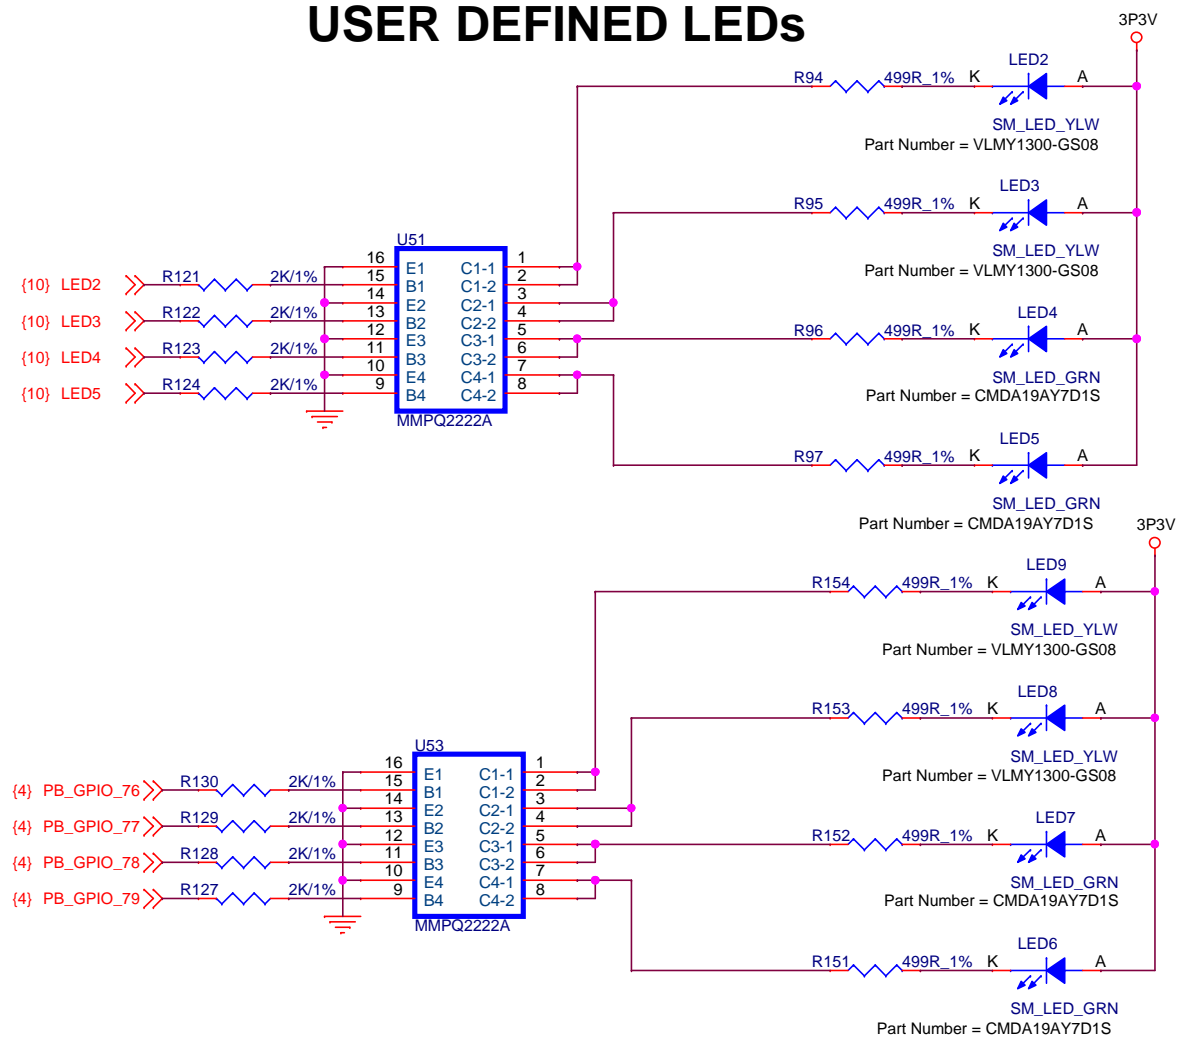 USER DEFINED LEDs
3P3V
R94 499R_1% K LED2 A
SM_LED_YLW
Part Number = VLMY1300-GS08
R95 499R_1% K LED3 A
SM_LED_YLW
Part Number = VLMY1300-GS08
R96 499R_1% K LED4 A
SM_LED_GRN
Part Number = CMDA19AY7D1S
R97 499R_1% K LED5 A
SM_LED_GRN
Part Number = CMDA19AY7D1S
U51
16 E1 C1-1 1
{10} LED2 R121 2K/1% 15 B1 C1-2 2
14 E2 C2-1 3
{10} LED3 R122 2K/1% 13 B2 C2-2 4
12 E3 C3-1 5
{10} LED4 R123 2K/1% 11 B3 C3-2 6
10 E4 C4-1 7
{10} LED5 R124 2K/1% 9 B4 C4-2 8
MMPQ2222A
3P3V
R154 499R_1% K LED9 A
SM_LED_YLW
Part Number = VLMY1300-GS08
R153 499R_1% K LED8 A
SM_LED_YLW
Part Number = VLMY1300-GS08
R152 499R_1% K LED7 A
SM_LED_GRN
Part Number = CMDA19AY7D1S
R151 499R_1% K LED6 A
SM_LED_GRN
Part Number = CMDA19AY7D1S
U53
16 E1 C1-1 1
{4} PB_GPIO_76 R130 2K/1% 15 B1 C1-2 2
14 E2 C2-1 3
{4} PB_GPIO_77 R129 2K/1% 13 B2 C2-2 4
12 E3 C3-1 5
{4} PB_GPIO_78 R128 2K/1% 11 B3 C3-2 6
10 E4 C4-1 7
{4} PB_GPIO_79 R127 2K/1% 9 B4 C4-2 8
MMPQ2222A